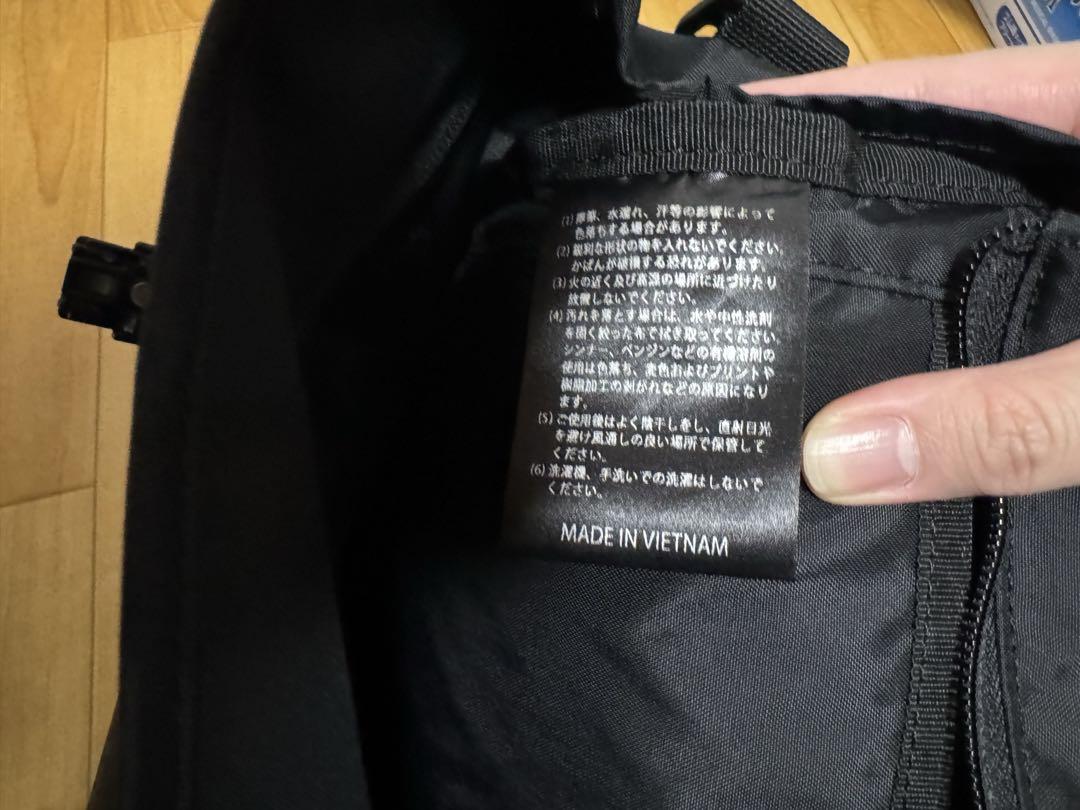 (1) 摩擦、水濡れ、汗等の影響によって
色落ちする場合があります。
(2) 鋭利な形状の物を入れないでください。
かばんが破損する恐れがあります。
(3) 火の近く及び高温の場所に近づけたり
放置しないでください。
(4) 汚れを落とす場合は、水や中性洗剤
を固く絞った布で拭き取ってください。
シンナー、ベンジンなどの有機溶剤の
使用は色落ち、変色およびプリントや
樹脂加工の剥がれなどの原因になり
ます。
(5) ご使用後はよく陰干しをし、直射日光
を避け風通しの良い場所で保管して
ください。
(6) 洗濯機、手洗いでの洗濯はしないで
ください。
MADE IN VIETNAM